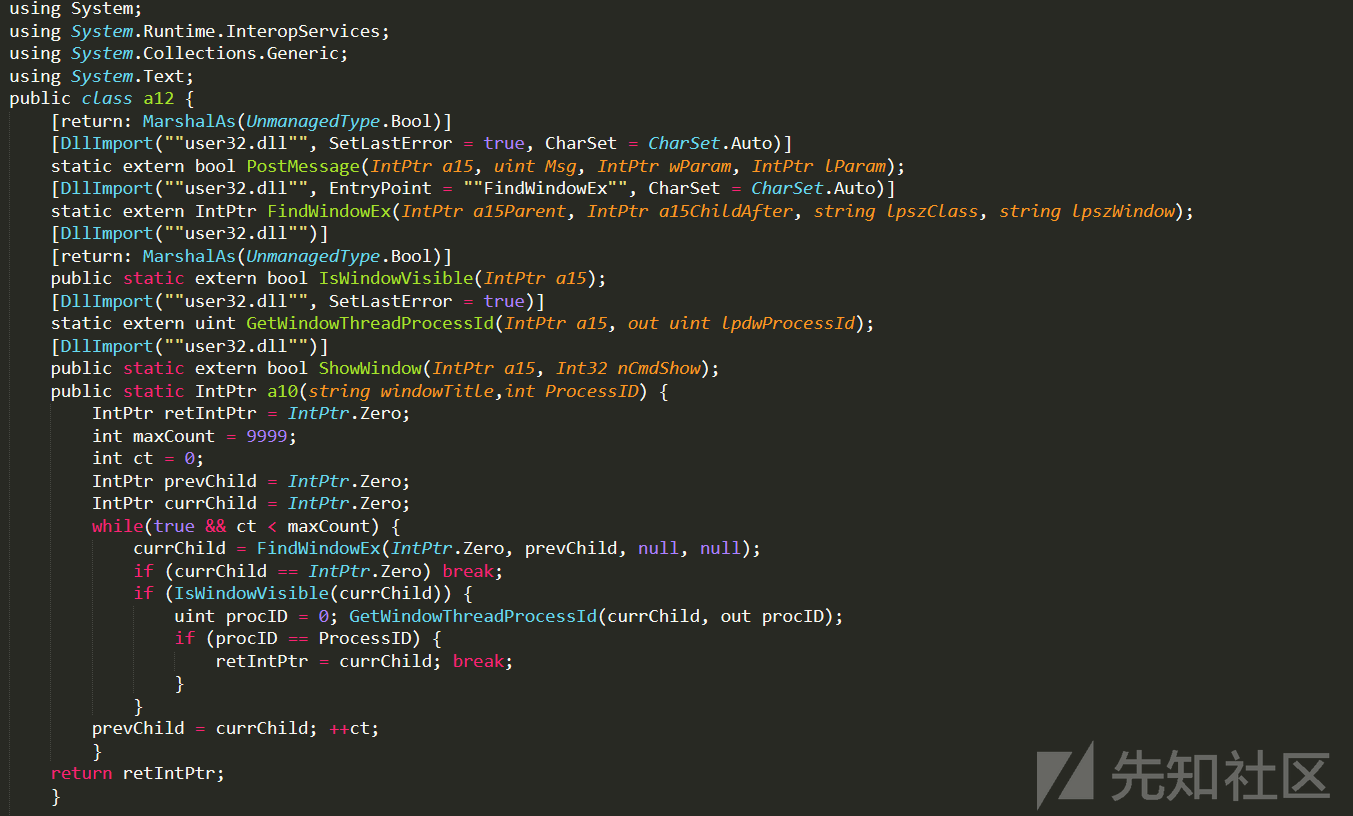 using System;
using System.Runtime.InteropServices;
using System.Collections.Generic;
using System.Text;
public class a12 {
    [return: MarshalAs(UnmanagedType.Bool)]
    [DllImport(""user32.dll"", SetLastError = true, CharSet = CharSet.Auto)]
    static extern bool PostMessage(IntPtr a15, uint Msg, IntPtr wParam, IntPtr lParam);
    [DllImport(""user32.dll"", EntryPoint = ""FindWindowEx"", CharSet = CharSet.Auto)]
    static extern IntPtr FindWindowEx(IntPtr a15Parent, IntPtr a15ChildAfter, string lpszClass, string lpszWindow);
    [DllImport(""user32.dll"")]
    [return: MarshalAs(UnmanagedType.Bool)]
    public static extern bool IsWindowVisible(IntPtr a15);
    [DllImport(""user32.dll"", SetLastError = true)]
    static extern uint GetWindowThreadProcessId(IntPtr a15, out uint lpdwProcessId);
    [DllImport(""user32.dll"")]
    public static extern bool ShowWindow(IntPtr a15, Int32 nCmdShow);
    public static IntPtr a10(string windowTitle,int ProcessID) {
        IntPtr retIntPtr = IntPtr.Zero;
        int maxCount = 9999;
        int ct = 0;
        IntPtr prevChild = IntPtr.Zero;
        IntPtr currChild = IntPtr.Zero;
        while(true && ct < maxCount) {
            currChild = FindWindowEx(IntPtr.Zero, prevChild, null, null);
            if (currChild == IntPtr.Zero) break;
            if (IsWindowVisible(currChild)) {
                uint procID = 0; GetWindowThreadProcessId(currChild, out procID);
                if (procID == ProcessID) {
                    retIntPtr = currChild; break;
                }
            }
        prevChild = currChild; ++ct;
        }
    return retIntPtr;
    }
先知社区